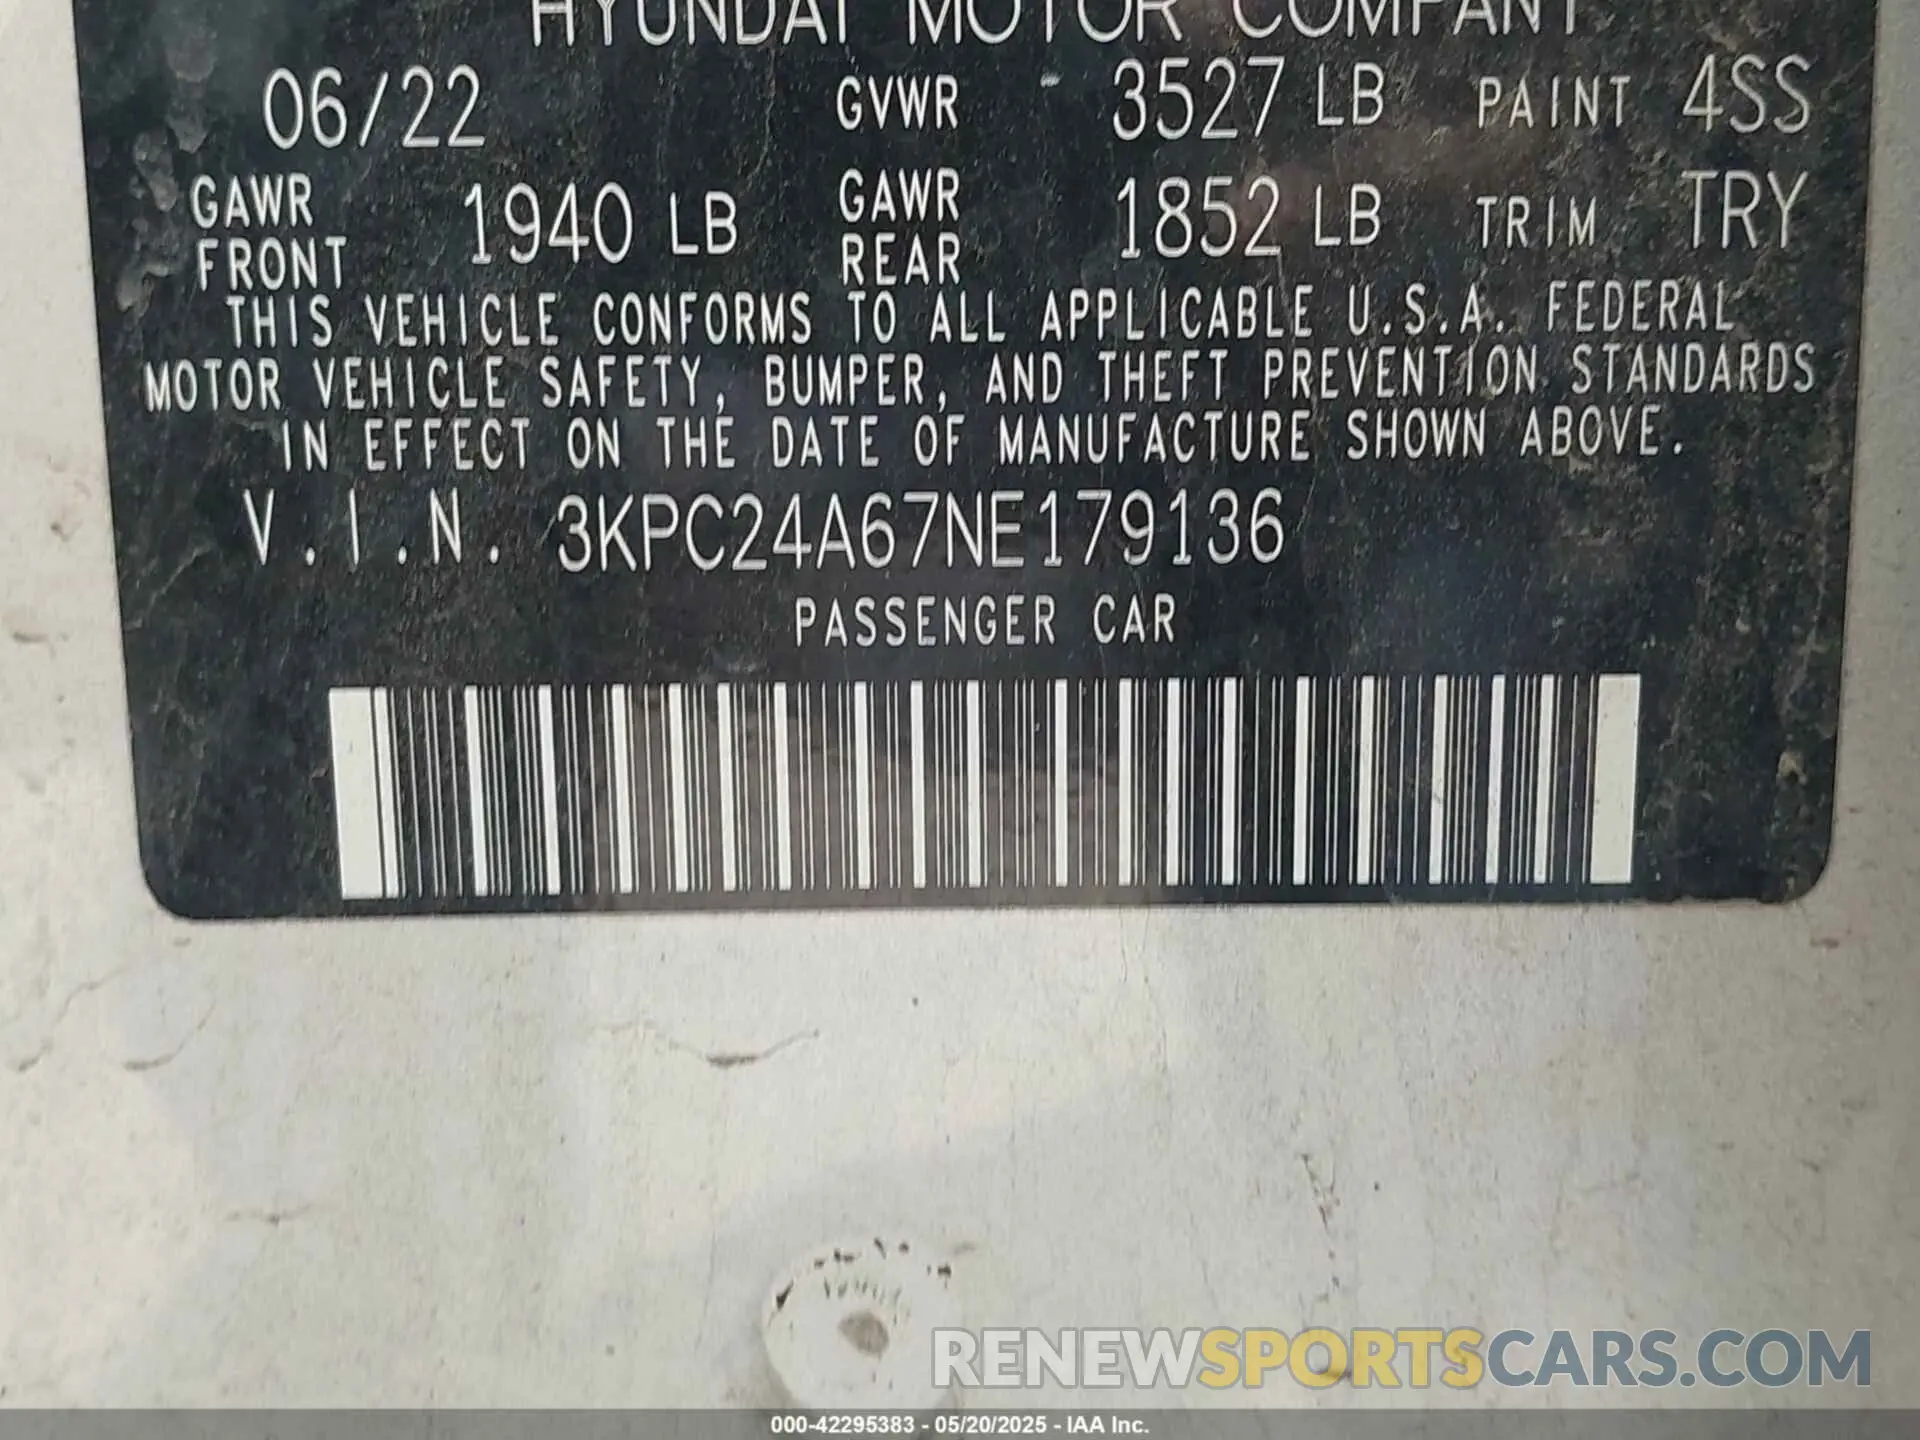 HYUNDAI MOTOR COMPANY
06/22 GVWR 3527 LB PAINT 4SS
GAWR FRONT 1940 LB GAWR REAR 1852 LB TRIM TRY
THIS VEHICLE CONFORMS TO ALL APPLICABLE U.S.A. FEDERAL
MOTOR VEHICLE SAFETY, BUMPER, AND THEFT PREVENTION STANDARDS
IN EFFECT ON THE DATE OF MANUFACTURE SHOWN ABOVE.
V.I.N. 3KPC24A67NE179136
PASSENGER CAR
RENEWSPORTSCARS.COM
000-42295383 - 05/20/2025 - IAA Inc.